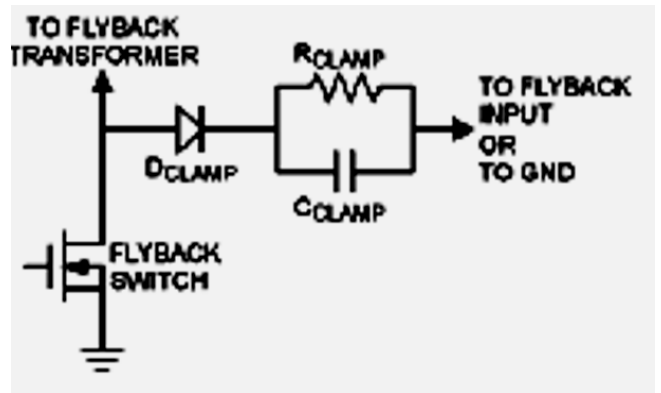 TO FLYBACK
TRANSFORMER
RCLAMP
TO FLYBACK
INPUT
OR
TO GND
DCLAMP
CCLAMP
FLYBACK
SWITCH